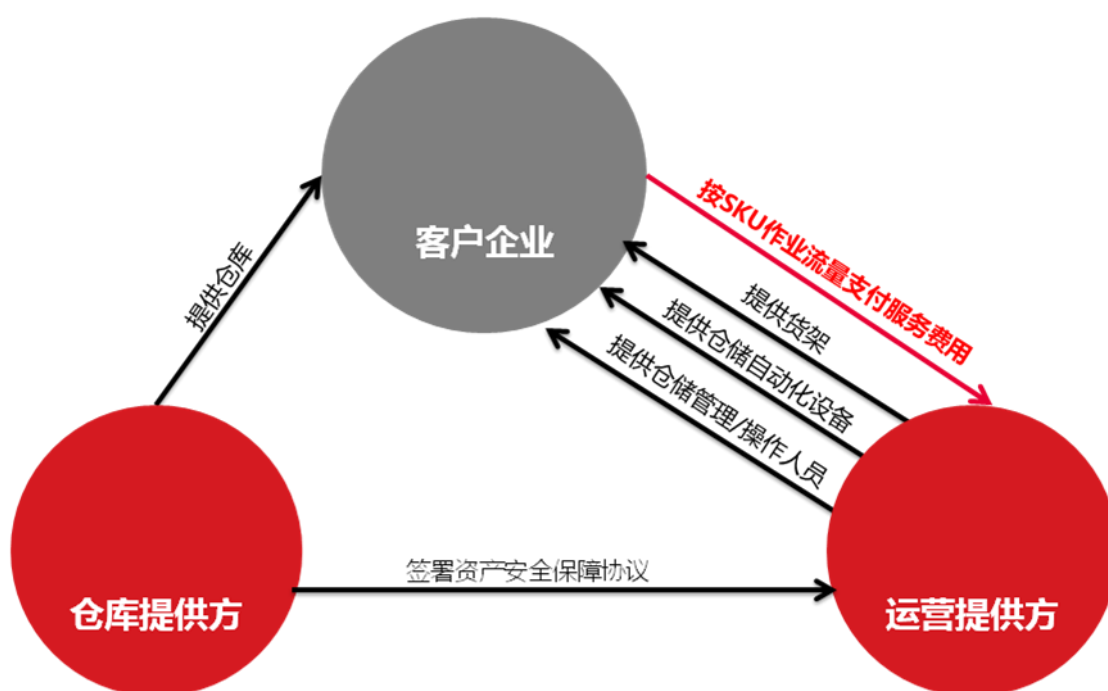 客户企业
提供仓库
按SKU作业流量支付服务费用
提供货架
提供仓储自动化设备
提供仓储管理/操作人员
签署资产安全保障协议
仓库提供方
运营提供方